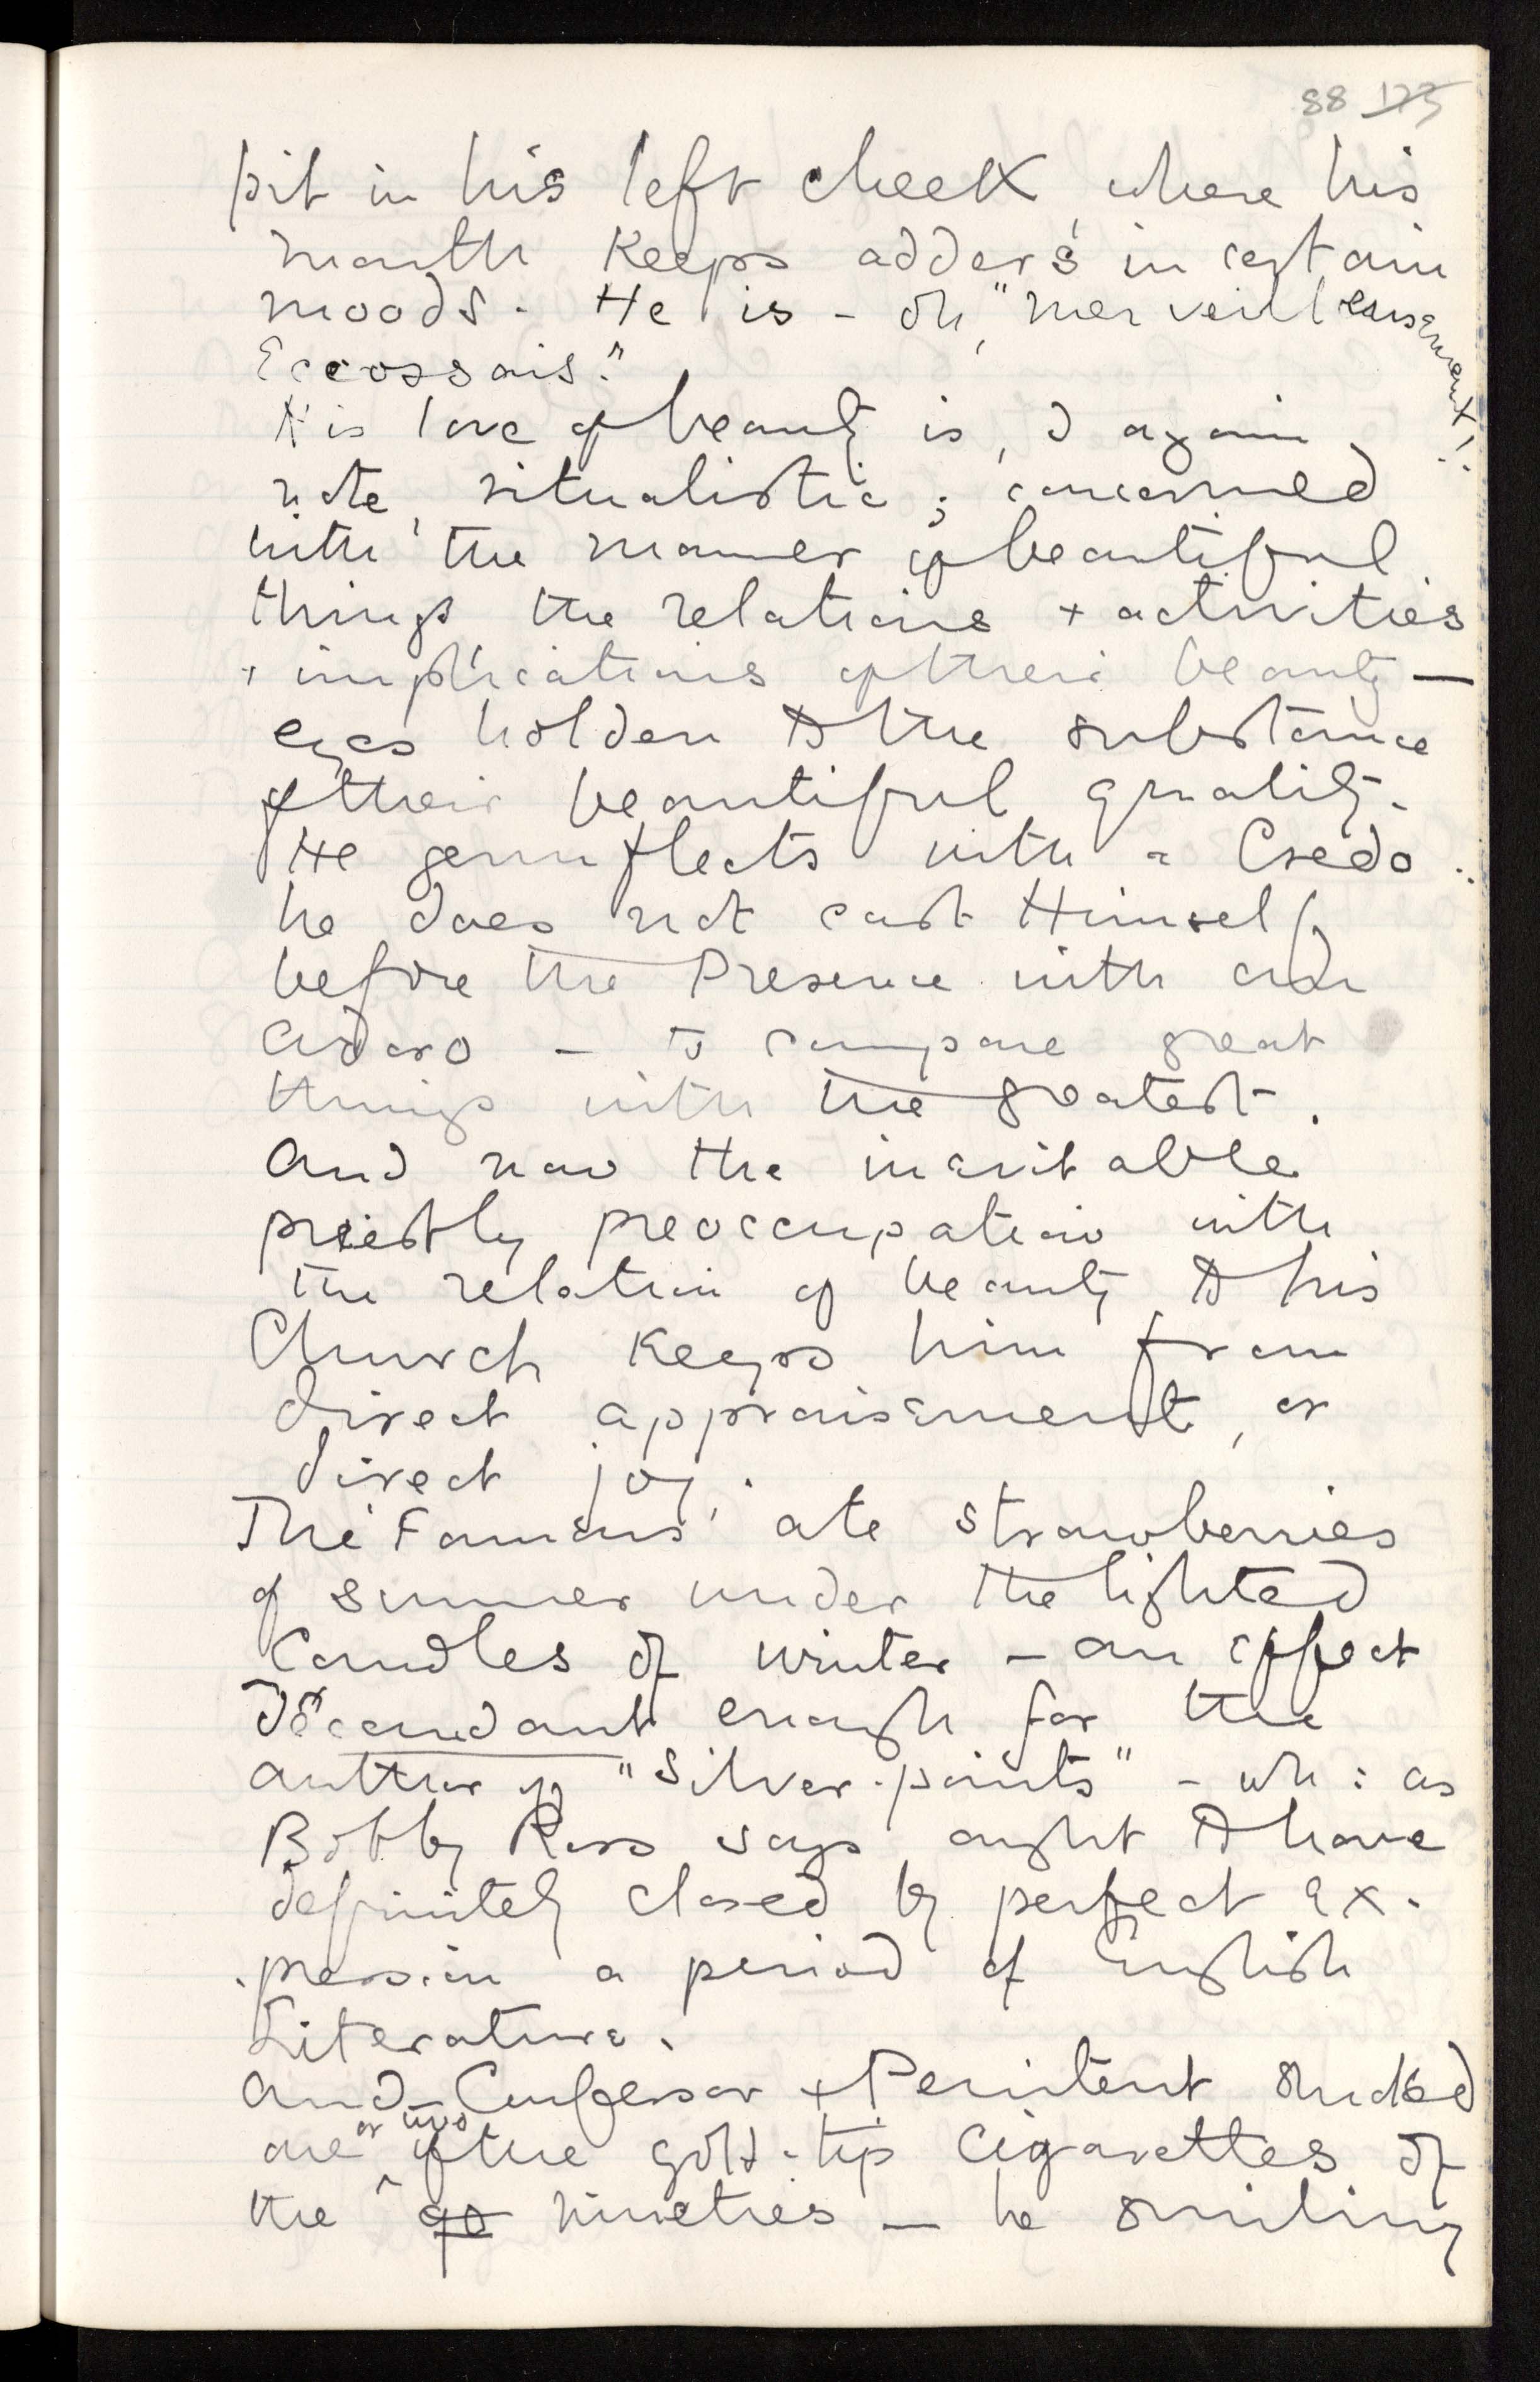 88 175
pit in his left cheek, where his
mouth keeps adders in certain
moods. He is - oh, "merveilleusement!!
Eccossais."
His love of beauty is, I again
note, ritualistic; concerned
with the manner of beautiful
things the relations + activities
+ implications of their beauty —
eyes holden to the substance
of their beautiful quality.
He genuflects with a Credo:
he does not cast Himself
before the Presence with an
adoro - to compare great
things with the greatest.
And now the inevitable
priestly preoccupation with
the relation of beauty to his
Church keeps him from
direct appraisement, or
direct joy.
The 'Famous' ate strawberries
of summer under the lighted
Candles of winter - an effect
Décandant enough for the
author of "Silver-points" - wh: as
Bobby Ross says ought to have
definitely closed by perfect ex-
-pression a period of English
Literature.
And Confessor + Penitent smoked
one or two of the gold-tip Cigarettes of
the 90 nineties — he smiling